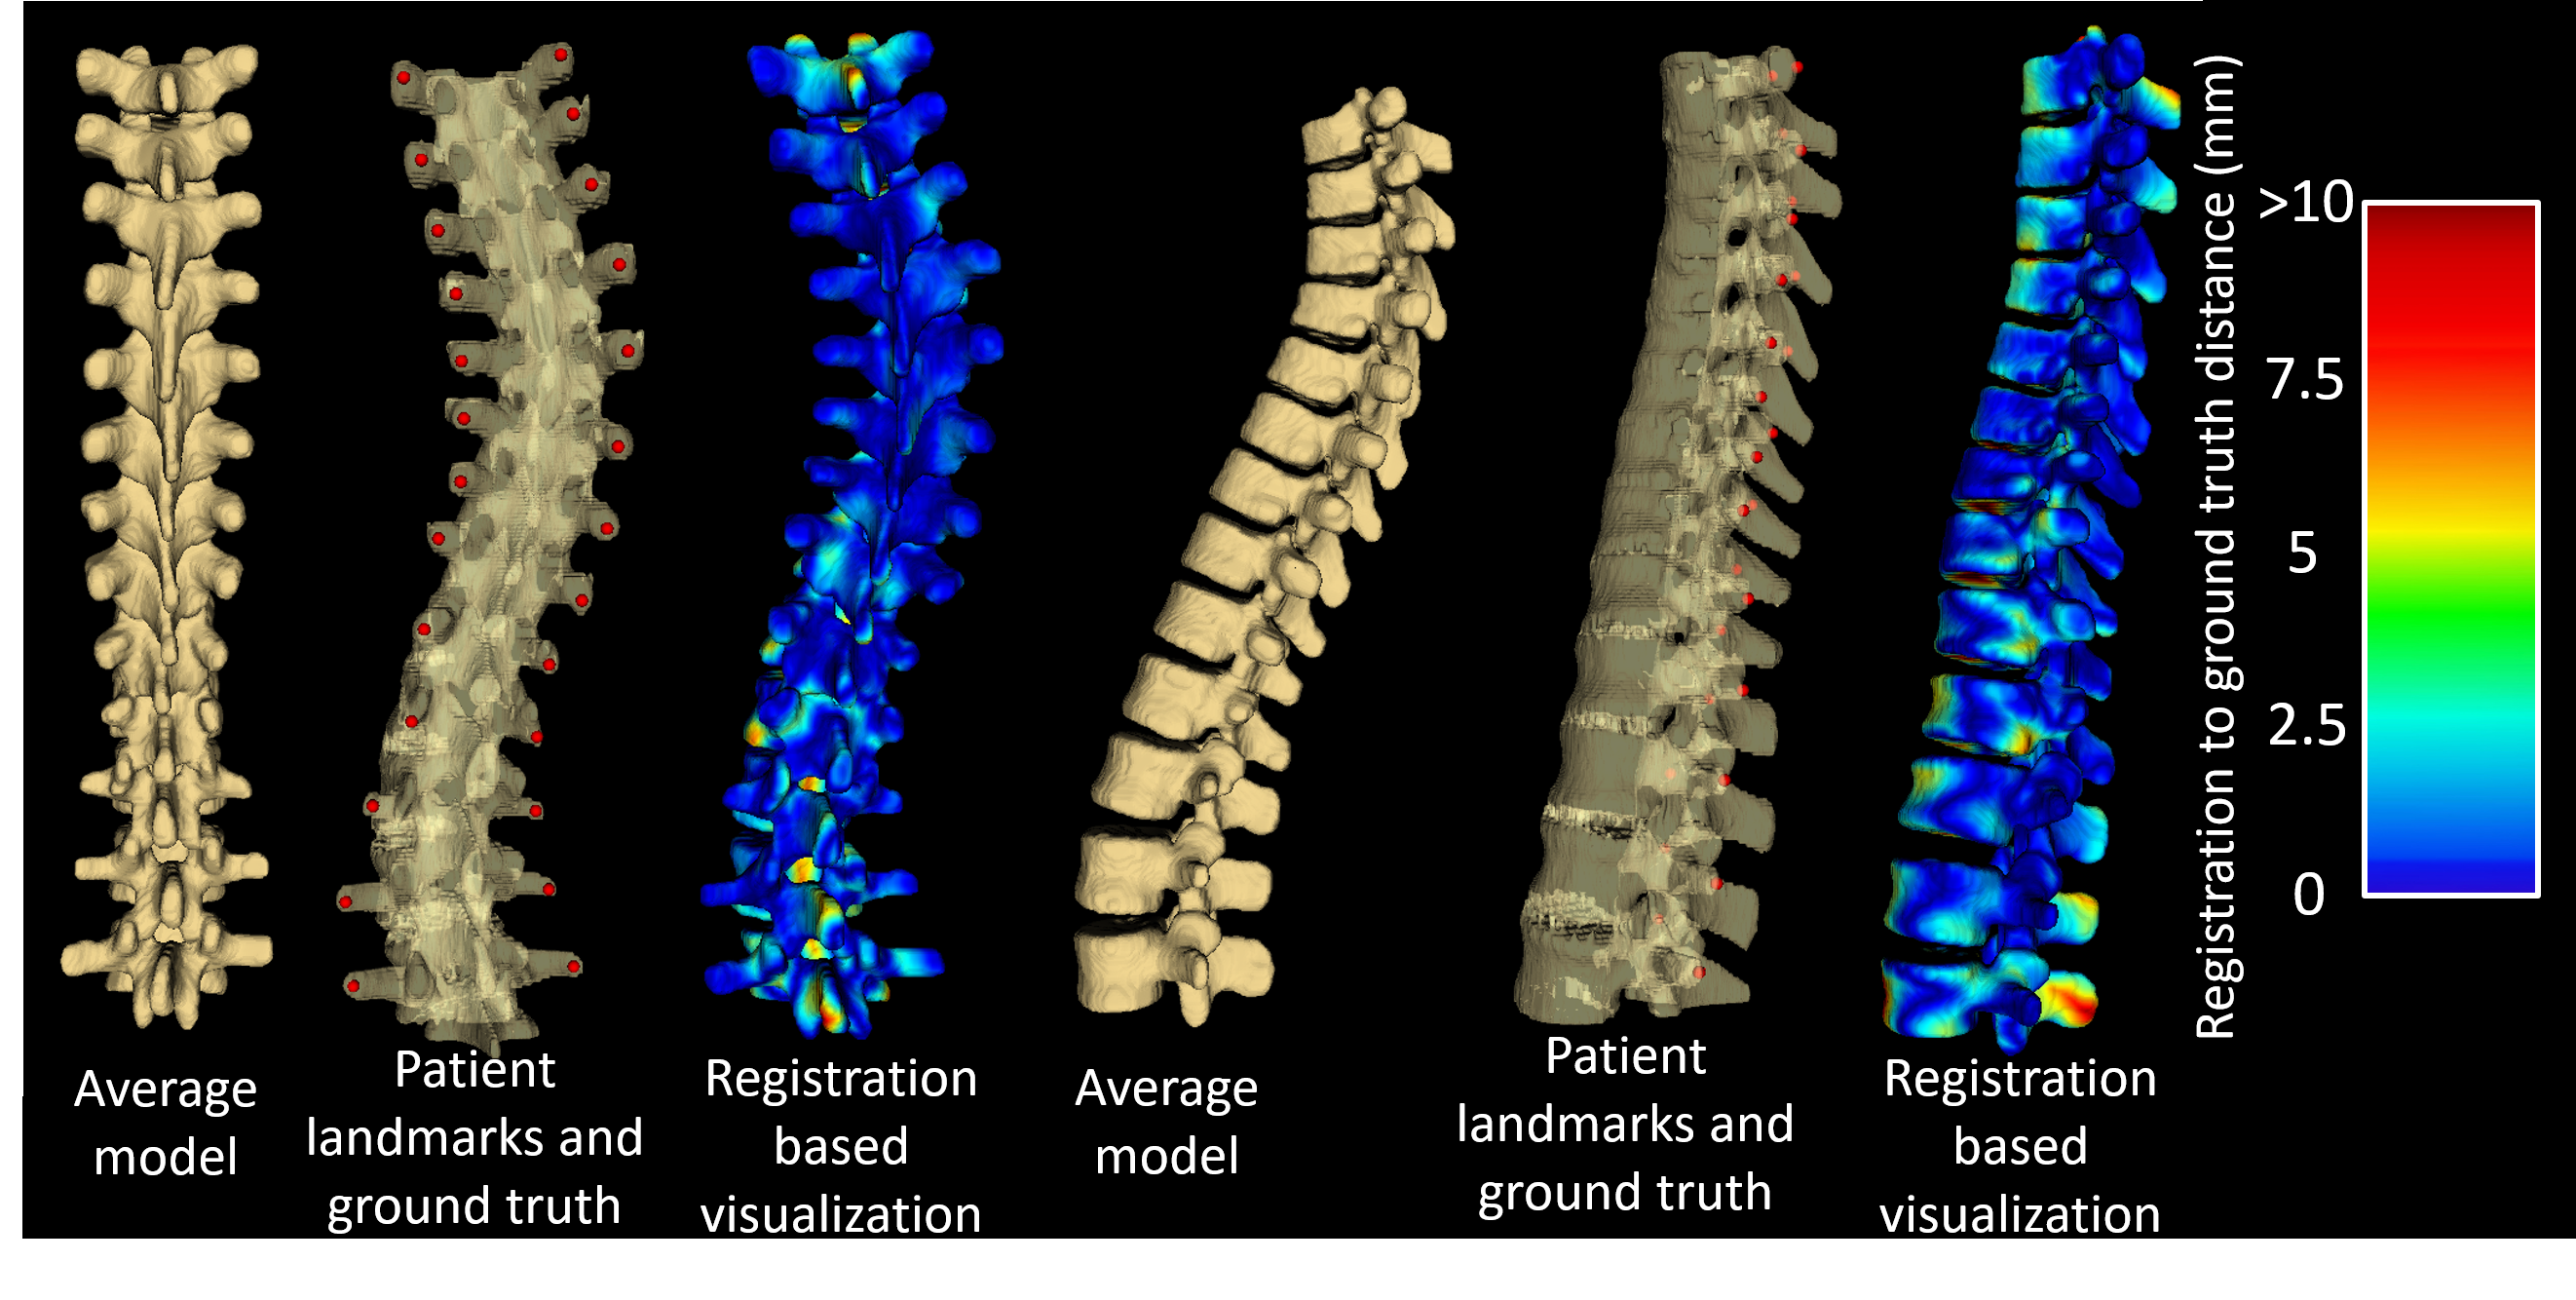 Average
model
Patient
landmarks and
ground truth
Registration
based
visualization
Average
model
Patient
landmarks and
ground truth
Registration
based
visualization
Registration to ground truth distance (mm)
>10
7.5
5
2.5
0